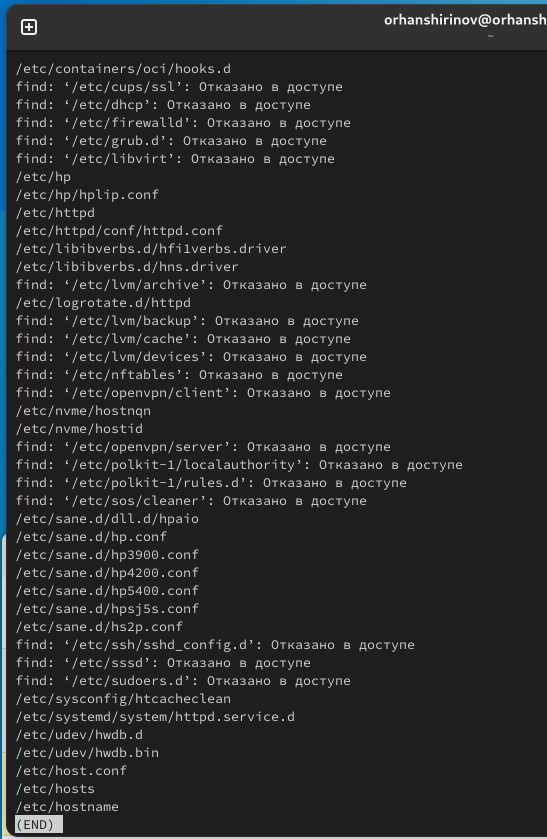 orhanshirinov@orhansh
~
/etc/containers/oci/hooks.d
find: ‘/etc/cups/ssl’: Отказано в доступе
find: ‘/etc/dhcp’: Отказано в доступе
find: ‘/etc/firewalld’: Отказано в доступе
find: ‘/etc/grub.d’: Отказано в доступе
find: ‘/etc/libvirt’: Отказано в доступе
/etc/hp
/etc/hp/hplip.conf
/etc/httpd
/etc/httpd/conf/httpd.conf
/etc/libibverbs.d/hfi1verbs.driver
/etc/libibverbs.d/hns.driver
find: ‘/etc/lvm/archive’: Отказано в доступе
/etc/logrotate.d/httpd
find: ‘/etc/lvm/backup’: Отказано в доступе
find: ‘/etc/lvm/cache’: Отказано в доступе
find: ‘/etc/lvm/devices’: Отказано в доступе
find: ‘/etc/nftables’: Отказано в доступе
find: ‘/etc/openvpn/client’: Отказано в доступе
/etc/nvme/hostnqn
/etc/nvme/hostid
find: ‘/etc/openvpn/server’: Отказано в доступе
find: ‘/etc/polkit-1/localauthority’: Отказано в доступе
find: ‘/etc/polkit-1/rules.d’: Отказано в доступе
find: ‘/etc/sos/cleaner’: Отказано в доступе
/etc/sane.d/dll.d/hpaio
/etc/sane.d/hp.conf
/etc/sane.d/hp3900.conf
/etc/sane.d/hp4200.conf
/etc/sane.d/hp5400.conf
/etc/sane.d/hpsj5s.conf
/etc/sane.d/hs2p.conf
find: ‘/etc/ssh/sshd_config.d’: Отказано в доступе
find: ‘/etc/sssd’: Отказано в доступе
find: ‘/etc/sudoers.d’: Отказано в доступе
/etc/sysconfig/htcacheclean
/etc/systemd/system/httpd.service.d
/etc/udev/hwdb.d
/etc/udev/hwdb.bin
/etc/host.conf
/etc/hosts
/etc/hostname
(END)